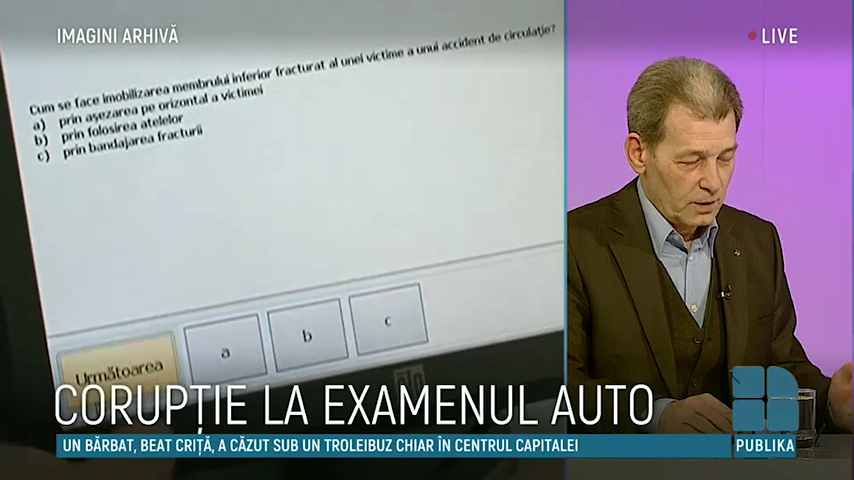 IMAGINI ARHIVĂ
LIVE
Cum se face imobilizarea membrului inferior fracturat al unei victime a unui accident de circulație?
a) prin așezarea pe orizontal a victimei
b) prin folosirea atelelor
c) prin bandajarea fracturii
Următoarea
a
b
c
CORUPȚIE LA EXAMENUL AUTO
UN BĂRBAT, BEAT CRIȚĂ, A CĂZUT SUB UN TROLEIBUZ CHIAR ÎN CENTRUL CAPITALEI
PUBLIKA